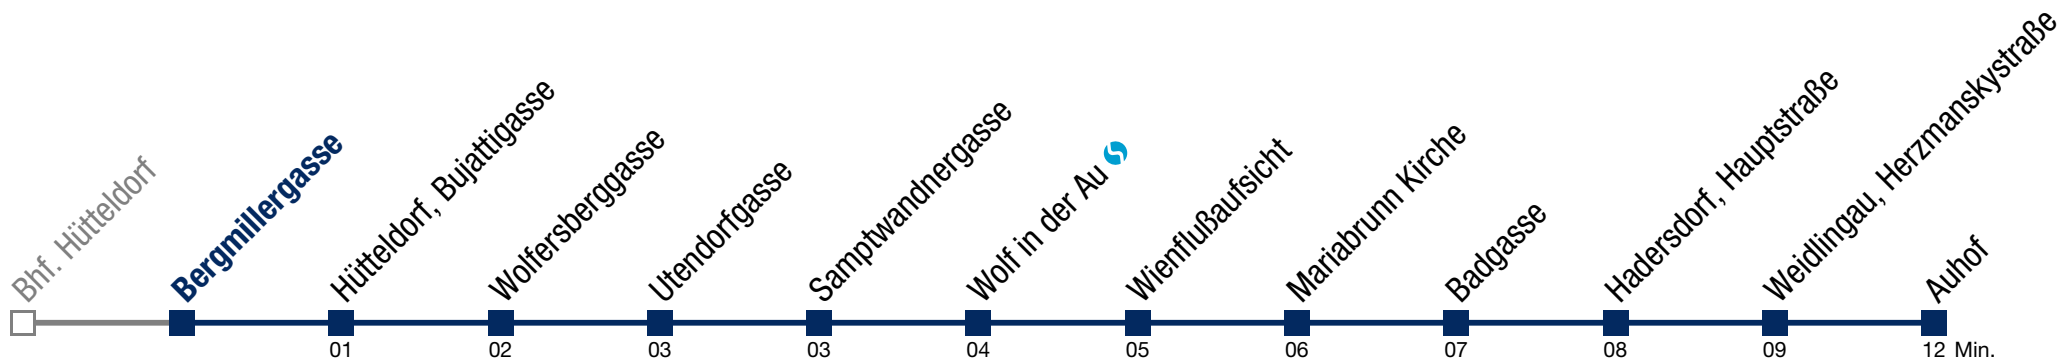 Bhf. Hütteldorf
Bergmillergasse
Hütteldorf, Bujattigasse
Wolfersberggasse
Utendorfgasse
Samptwandnergasse
Wolf in der Au
Wienflußaufsicht
Mariabrunn Kirche
Badgasse
Hadersdorf, Hauptstraße
Weidlingau, Herzmanskystraße
Auhof
01 02 03 03 04 05 06 07 08 09 12 Min.